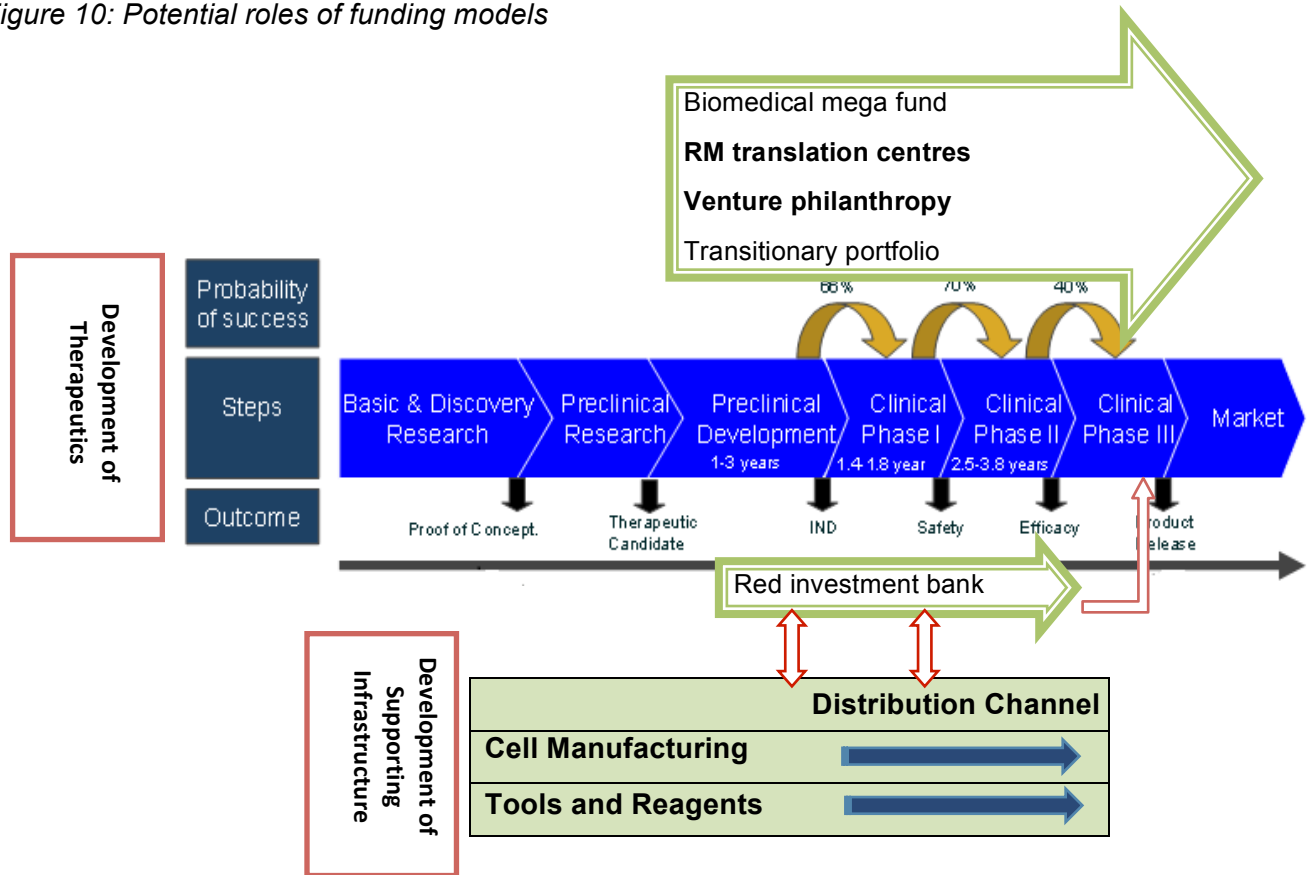 igure 10: Potential roles of funding models
Biomedical mega fund
RM translation centres
Venture philanthropy
Transitionary portfolio
Development of
Therapeutics
Probability
of success
70%
40%
Steps
Basic & Discovery
Research
Preclinical
Research
Preclinical
Development
1-3 years
Clinical
Phase I
1.4-1.8 year
Clinical
Phase II
2.5-3.8 years
Clinical
Phase III
Market
Outcome
Proof of Concept.
Therapeutic
Candidate
IND
Safety
Efficacy
Red investment bank
Development of
Supporting
Infrastructure
Distribution Channel
Cell Manufacturing
Tools and Reagents